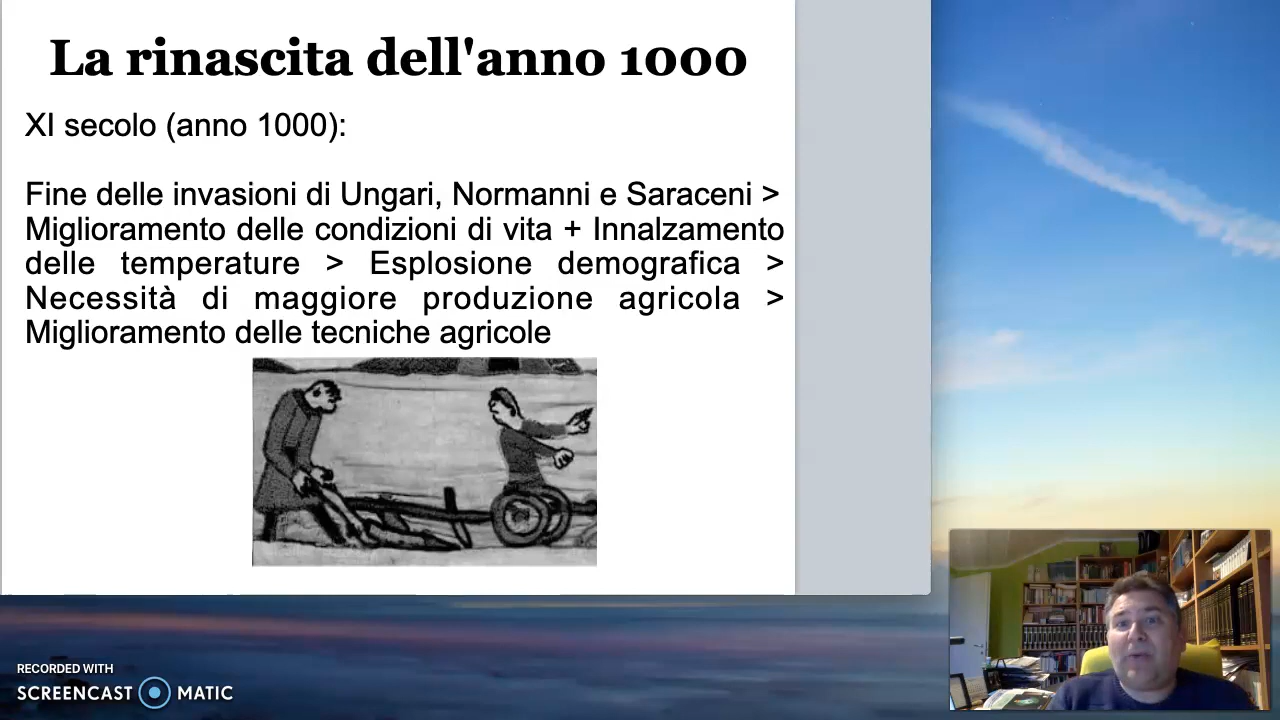 La rinascita dell'anno 1000
XI secolo (anno 1000):
Fine delle invasioni di Ungari, Normanni e Saraceni >
Miglioramento delle condizioni di vita + Innalzamento
delle temperature > Esplosione demografica >
Necessità di maggiore produzione agricola >
Miglioramento delle tecniche agricole
RECORDED WITH
SCREENCAST MATIC